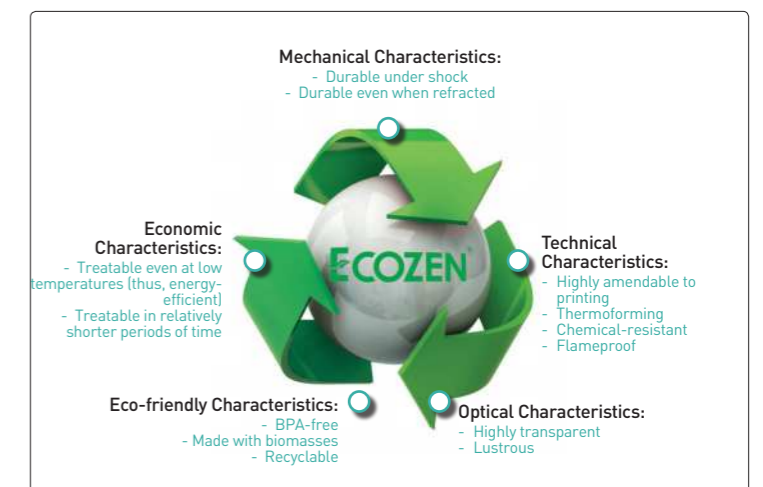 Mechanical Characteristics:
- Durable under shock
- Durable even when refracted
Economic
Characteristics:
- Treatable even at low
temperatures (thus, energy-
efficient)
- Treatable in relatively
shorter periods of time
ECOZEN
Technical
Characteristics:
- Highly amendable to
printing
- Thermoforming
- Chemical-resistant
- Flameproof
Eco-friendly Characteristics:
- BPA-free
- Made with biomasses
- Recyclable
Optical Characteristics:
- Highly transparent
- Lustrous